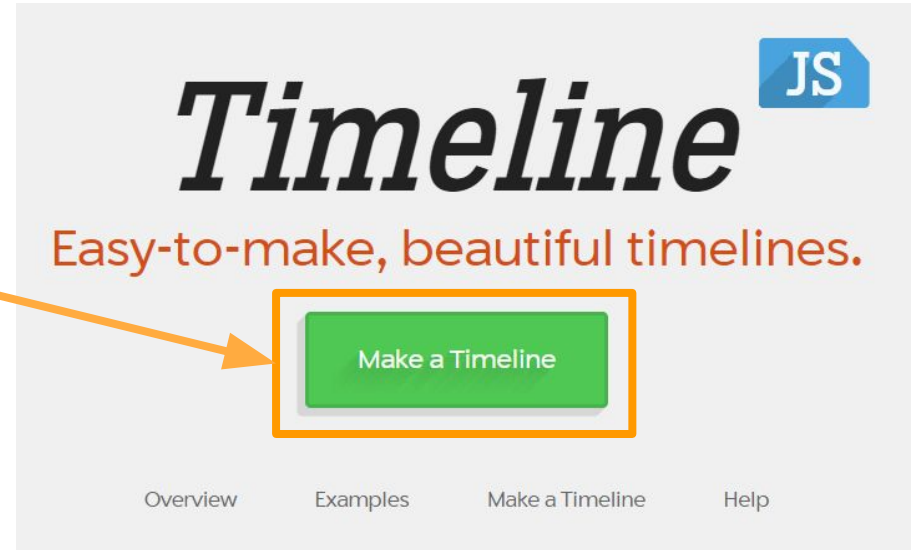 Timeline JS
Easy-to-make, beautiful timelines.
Make a Timeline
Overview Examples Make a Timeline Help